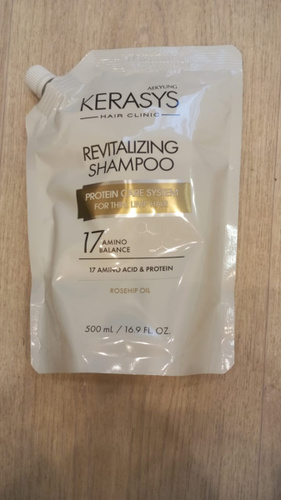 AEKYUNG
KERASYS
HAIR CLINIC
REVITALIZING
SHAMPOO
PROTEIN CARE SYSTEM
FOR
17 AMINO
BALANCE
17 AMINO ACID & PROTEIN
ROSEHIP OIL
500 mL / 16.9 FL. OZ.